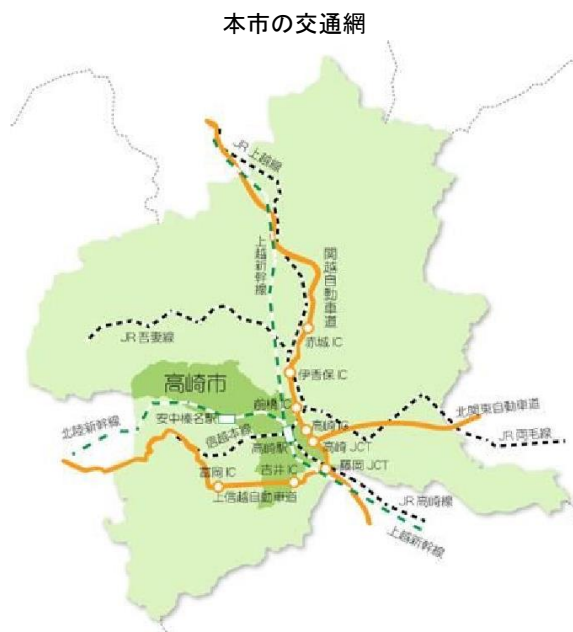 本市の交通網
JR上越線
上越新幹線
関越自動車道
JR吾妻線
赤城IC
伊香保IC
高崎市
前橋IC
北陸新幹線
安中榛名駅
信越本線
高崎IC
北関東自動車道
高崎駅
高崎JCT
JR両毛線
富岡IC
吉井IC
藤岡JCT
上信越自動車道
JR高崎線
上越新幹線